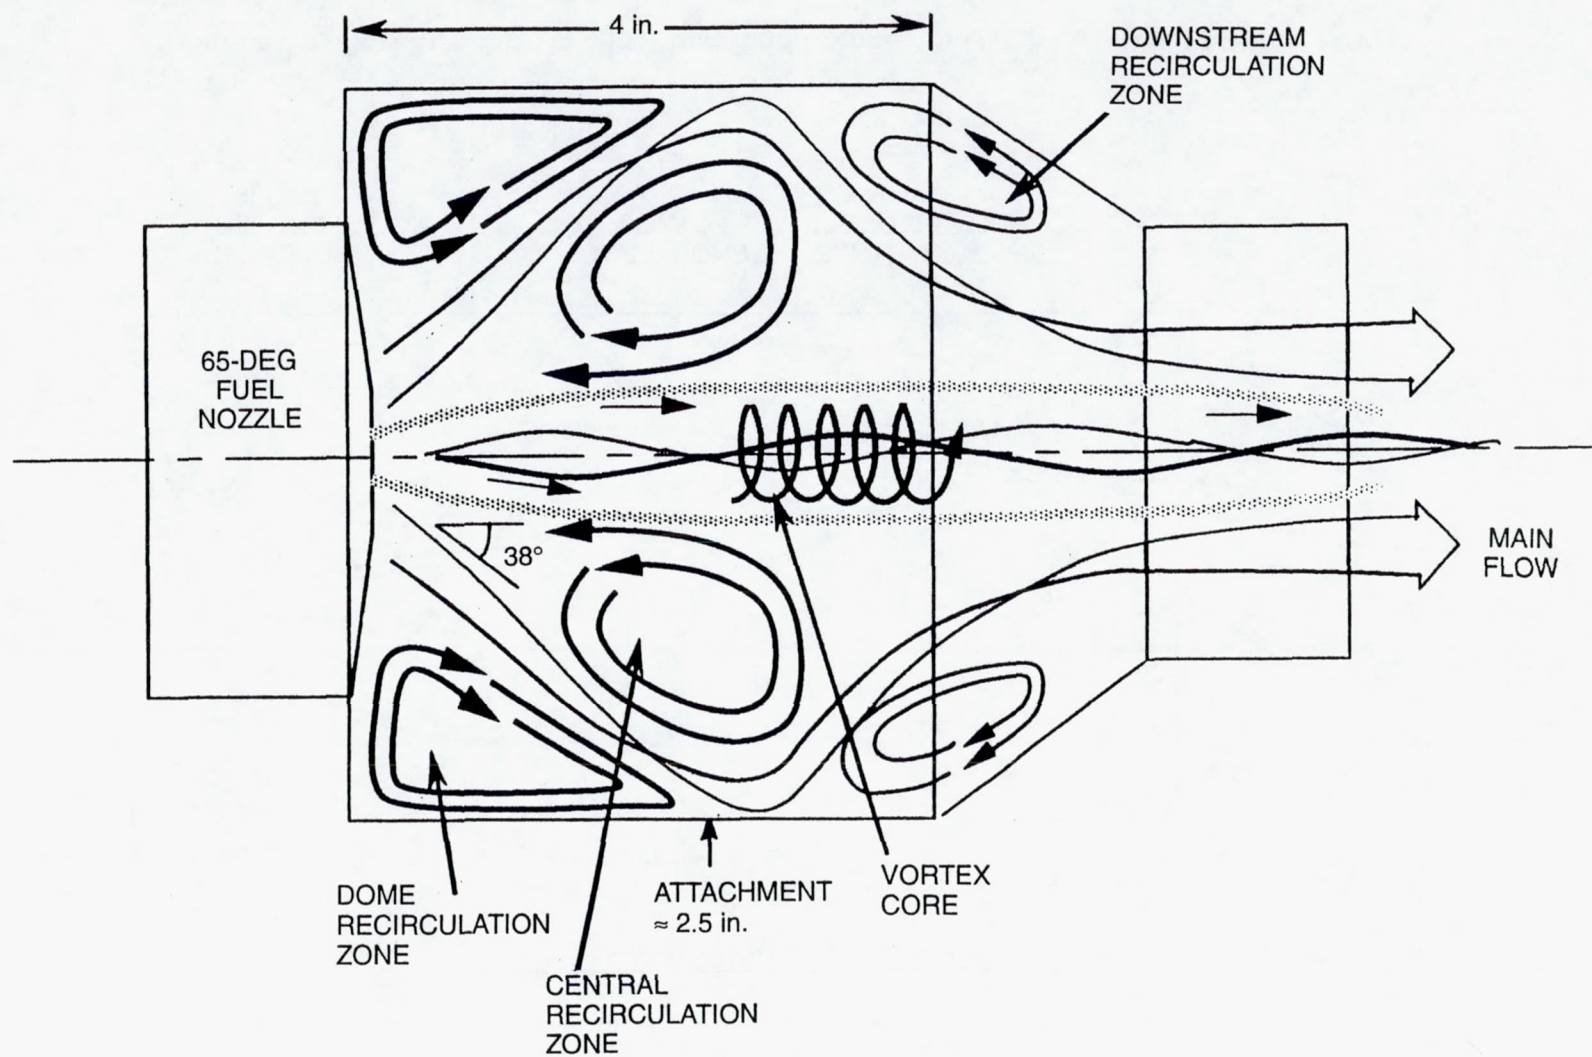 4 in.
DOWNSTREAM
RECIRCULATION
ZONE
65-DEG
FUEL
NOZZLE
38°
MAIN
FLOW
VORTEX
CORE
ATTACHMENT
≈ 2.5 in.
DOME
RECIRCULATION
ZONE
CENTRAL
RECIRCULATION
ZONE